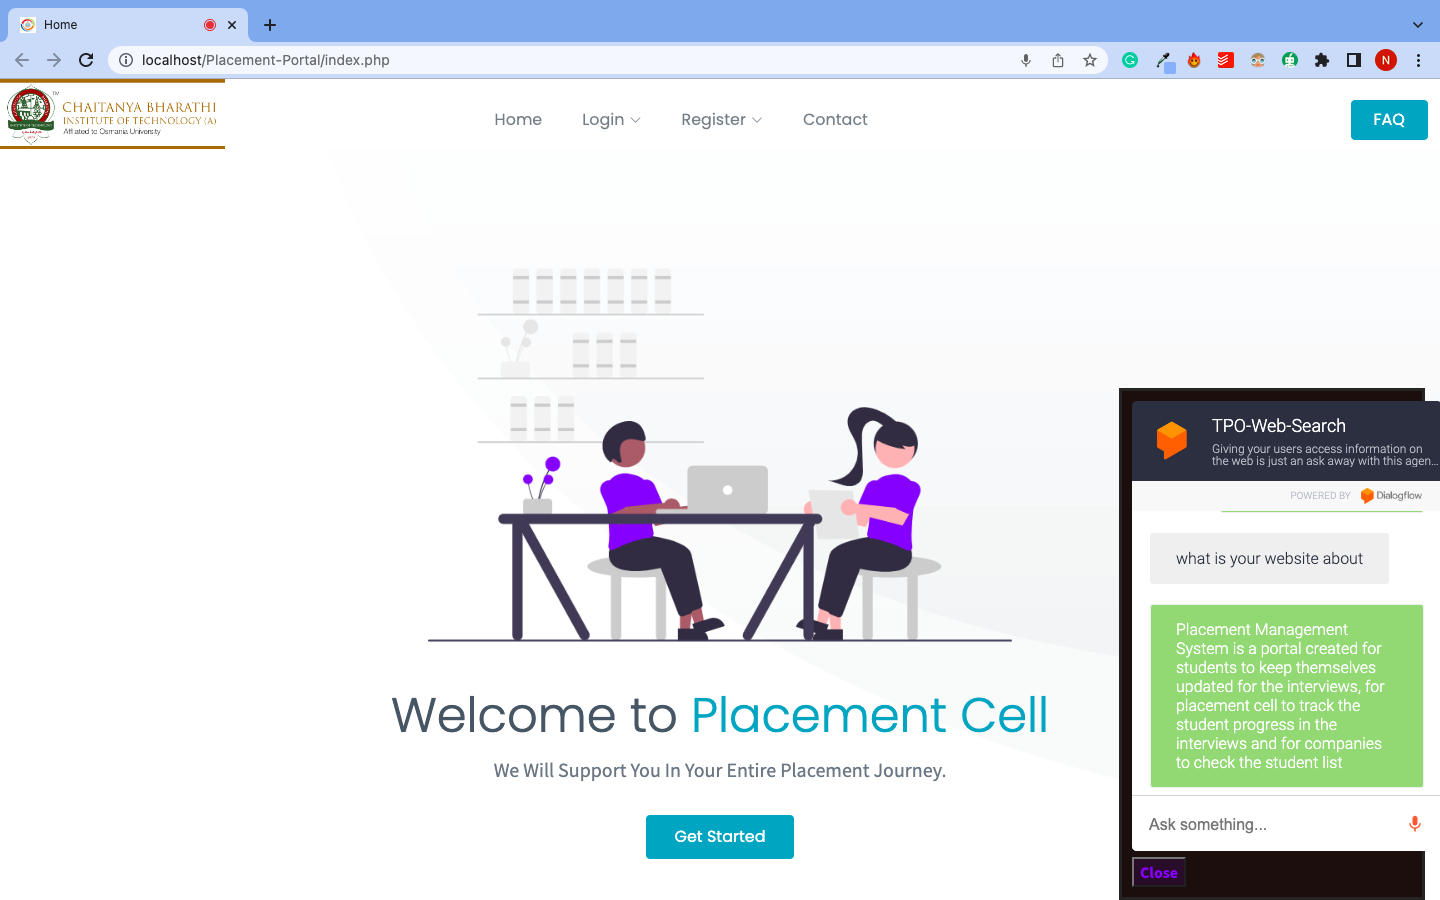 Home
localhost/Placement-Portal/index.php
N
CHAITANYA BHARATHI
INSTITUTE OF TECHNOLOGY (A)
Affiliated to Osmania University
TM
Home
Login
Register
Contact
FAQ
Welcome to Placement Cell
We Will Support You In Your Entire Placement Journey.
Get Started
TPO-Web-Search
Giving your users access information on
the web is just an ask away with this agen...
POWERED BY Dialogflow
what is your website about
Placement Management
System is a portal created for
students to keep themselves
updated for the interviews, for
placement cell to track the
student progress in the
interviews and for companies
to check the student list
Ask something...
Close